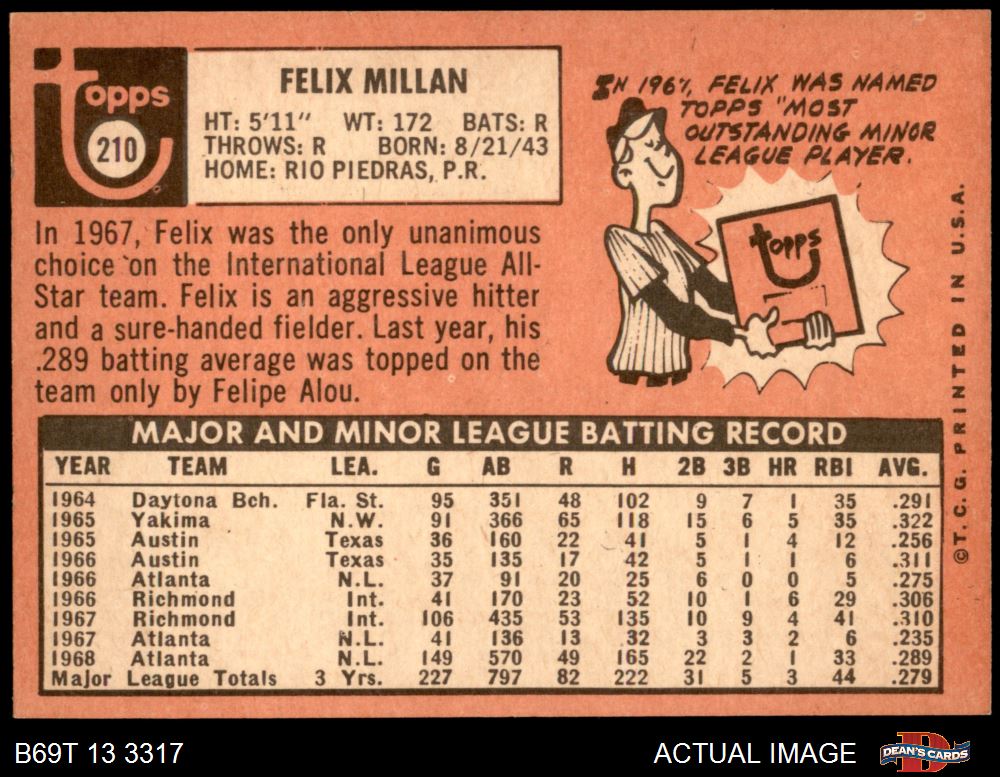 Topps
210
FELIX MILLAN
HT: 5'11" WT: 172 BATS: R
THROWS: R BORN: 8/21/43
HOME: RIO PIEDRAS, P.R.
IN 1967, FELIX WAS NAMED
TOPPS "MOST
OUTSTANDING MINOR
LEAGUE PLAYER.
Topps
In 1967, Felix was the only unanimous
choice on the International League All-
Star team. Felix is an aggressive hitter
and a sure-handed fielder. Last year, his
.289 batting average was topped on the
team only by Felipe Alou.
MAJOR AND MINOR LEAGUE BATTING RECORD
YEAR TEAM LEA. G AB R H 2B 3B HR RBI AVG.
1964 Daytona Bch. Fla. St. 95 351 48 102 9 7 1 35 .291
1965 Yakima N.W. 91 366 65 118 15 6 5 35 .322
1965 Austin Texas 36 160 22 41 5 1 4 12 .256
1966 Austin Texas 35 135 17 42 5 1 1 6 .311
1966 Atlanta N.L. 37 91 20 25 6 0 0 5 .275
1966 Richmond Int. 41 170 23 52 10 1 6 29 .306
1967 Richmond Int. 106 435 53 135 10 9 4 41 .310
1967 Atlanta N.L. 41 136 13 32 3 3 2 6 .235
1968 Atlanta N.L. 149 570 49 165 22 2 1 33 .289
Major League Totals 3 Yrs. 227 797 82 222 31 5 3 44 .279
©T.C.G. PRINTED IN U.S.A.
B69T 13 3317
ACTUAL IMAGE
D
DEAN'S CARDS